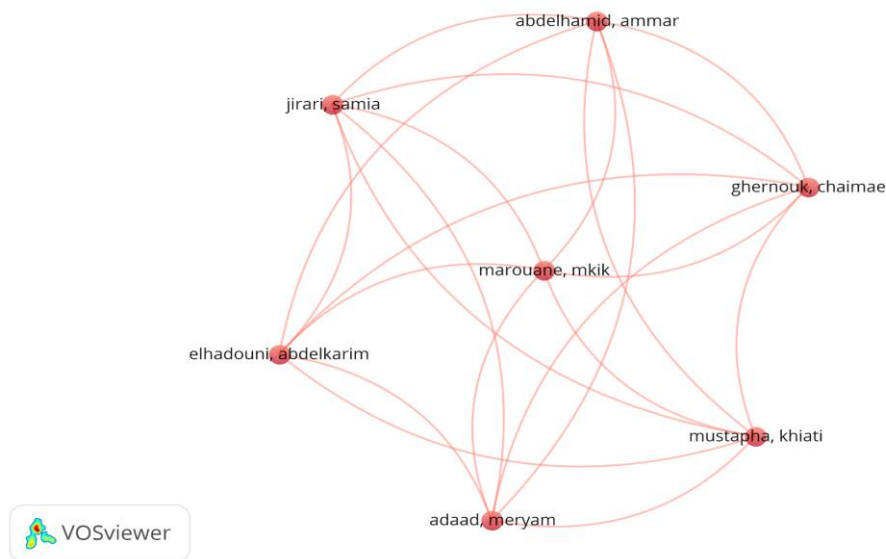 abdelhamid, ammar
jirari, samia
ghernouk, chaimae
marouane, mkik
elhadouni, abdelkarim
mustapha, khiati
adaad, meryam
VOSviewer